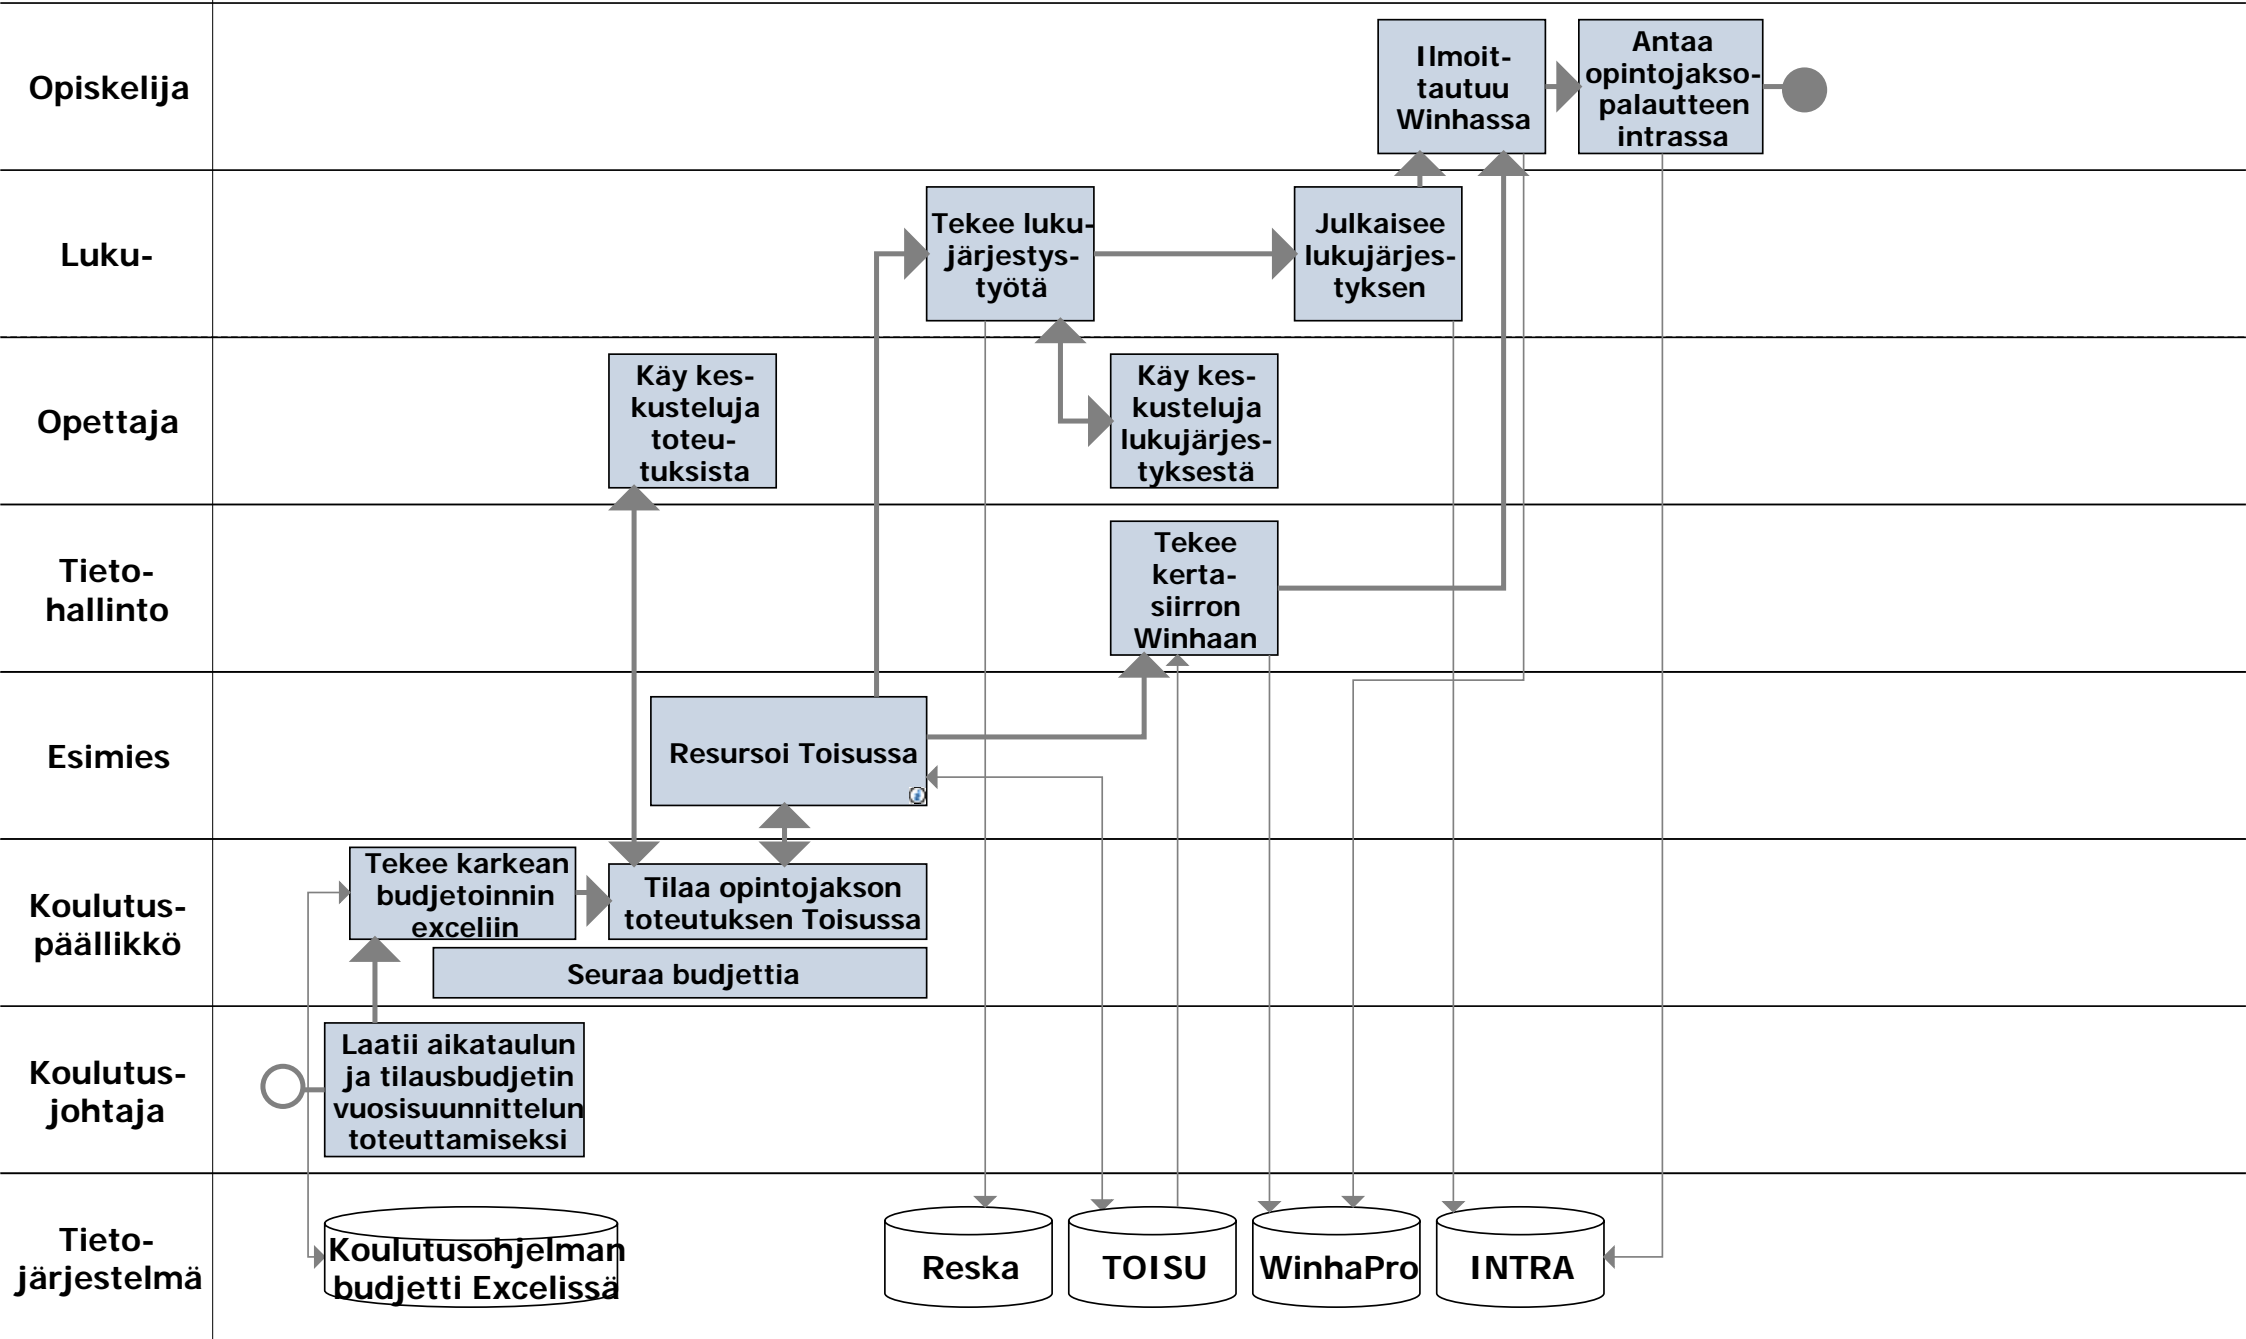 Opiskelija
Ilmoit-
tautuu
Winhassa
Antaa
opintojakso-
palautteen
intrassa
Luku-
Tekee luku-
järjestys-
työtä
Julkaisee
lukujärjes-
tyksen
Opettaja
Käy kes-
kusteluja
toteu-
tuksista
Käy kes-
kusteluja
lukujärjes-
tyksestä
Tieto-
hallinto
Tekee
kerta-
siirron
Winhaan
Esimies
Resursoi Toisussa
Koulutus-
päällikkö
Tekee karkean
budjetoinnin
exceliin
Tilaa opintojakson
toteutuksen Toisussa
Seuraa budjettia
Koulutus-
johtaja
Laatii aikataulun
ja tilausbudjetin
vuosisuunnittelun
toteuttamiseksi
Tieto-
järjestelmä
Koulutusohjelman
budjetti Excelissä
Reska
TOISU
WinhaPro
INTRA